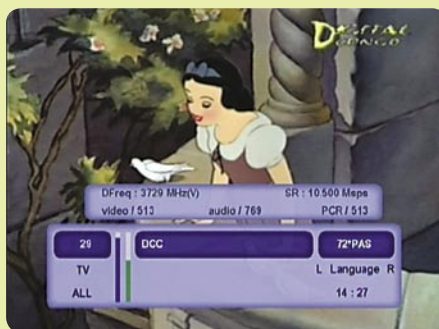 DIGITAL
CONGO
DFreq : 3729 MHz(V) SR : 10.500 Msps
video / 513 audio / 769 PCR / 513
29 DCC 72°PAS
TV L Language R
ALL 14 : 27